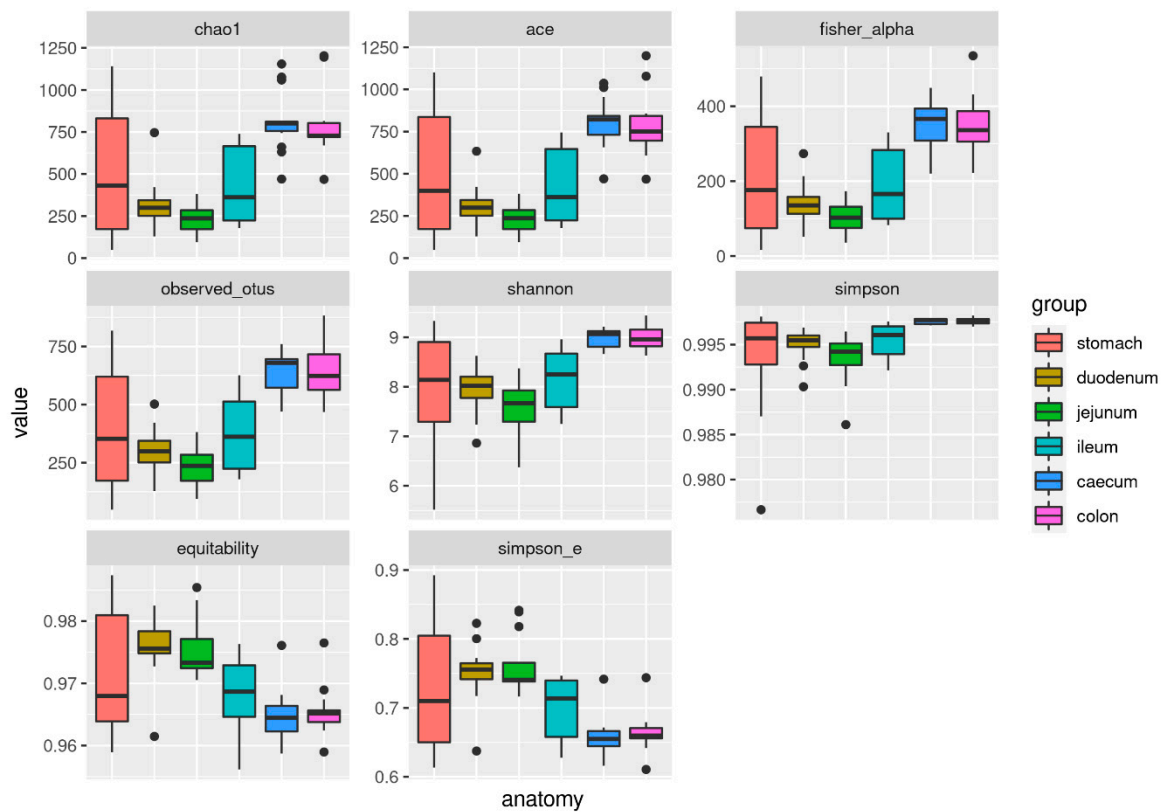 chao1
ace
fisher_alpha
1250
1000
750
500
250
0
1250
1000
750
500
250
0
400
200
0
observed_otus
shannon
simpson
750
500
250
9
8
7
6
0.995
0.990
0.985
0.980
equitability
simpson_e
0.98
0.97
0.96
0.9
0.8
0.7
0.6
value
anatomy
group
stomach
duodenum
jejunum
ileum
caecum
colon